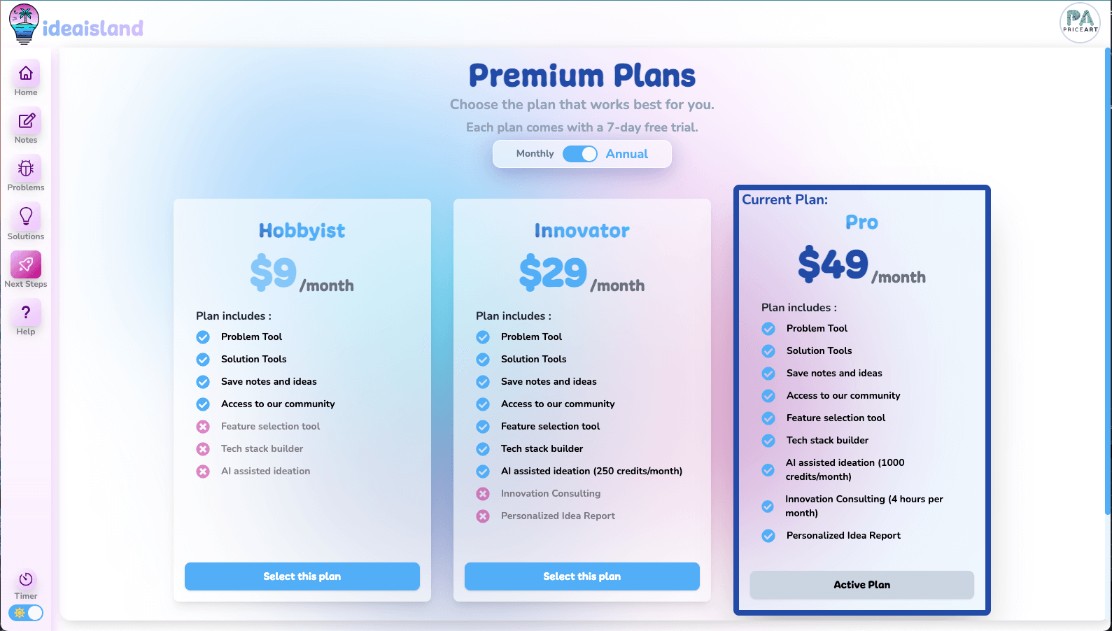 ideaisland
PA
PRICEART
Home
Notes
Problems
Solutions
Next Steps
?
Help
Timer
Premium Plans
Choose the plan that works best for you.
Each plan comes with a 7-day free trial.
Monthly Annual
Hobbyist
$9 /month
Plan includes :
Problem Tool
Solution Tools
Save notes and ideas
Access to our community
Feature selection tool
Tech stack builder
AI assisted ideation
Select this plan
Innovator
$29 /month
Plan includes :
Problem Tool
Solution Tools
Save notes and ideas
Access to our community
Feature selection tool
Tech stack builder
AI assisted ideation (250 credits/month)
Innovation Consulting
Personalized Idea Report
Select this plan
Current Plan:
Pro
$49 /month
Plan includes :
Problem Tool
Solution Tools
Save notes and ideas
Access to our community
Feature selection tool
Tech stack builder
AI assisted ideation (1000
credits/month)
Innovation Consulting (4 hours per
month)
Personalized Idea Report
Active Plan